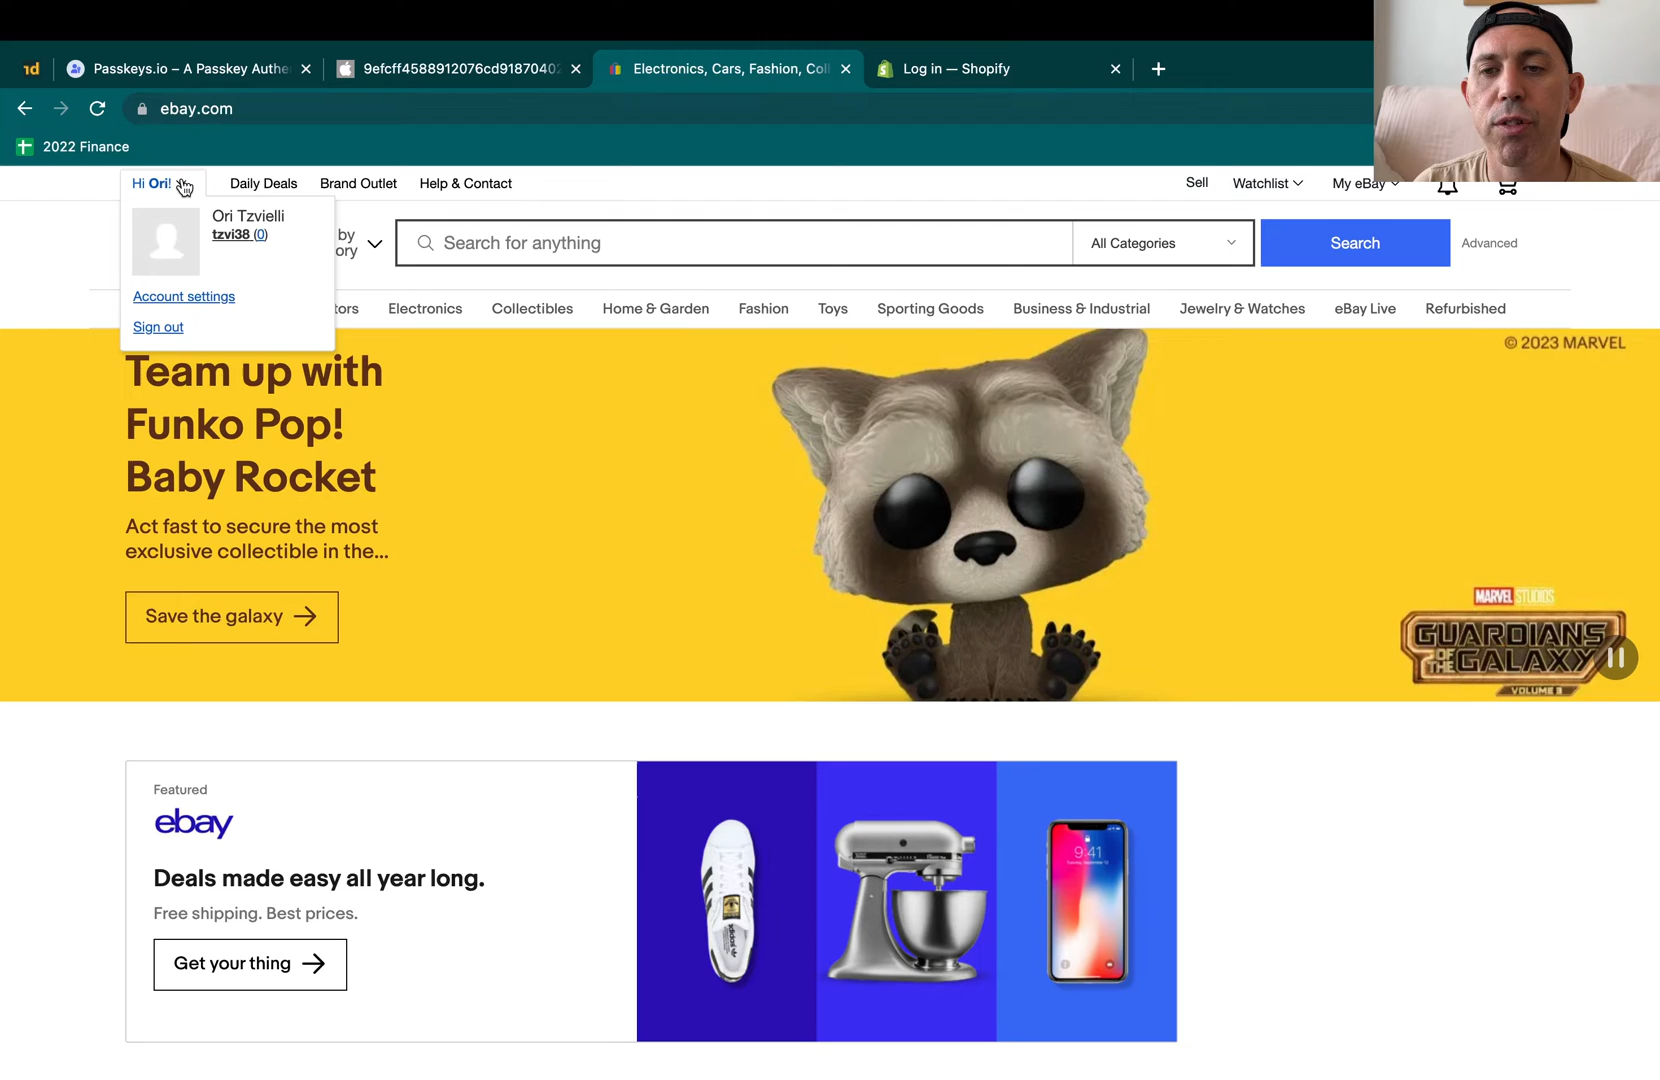 Passkeys.io – A Passkey Authe
9efcff4588912076cd9187040
Electronics, Cars, Fashion, Col
Log in — Shopify
ebay.com
2022 Finance
Hi Ori!
Daily Deals
Brand Outlet
Help & Contact
Sell
Watchlist
My eBay
Ori Tzvielli
tzvi38 (0)
Account settings
Sign out
by
ory
Search for anything
All Categories
Search
Advanced
tors
Electronics
Collectibles
Home & Garden
Fashion
Toys
Sporting Goods
Business & Industrial
Jewelry & Watches
eBay Live
Refurbished
© 2023 MARVEL
Team up with
Funko Pop!
Baby Rocket
Act fast to secure the most
exclusive collectible in the...
Save the galaxy
MARVEL STUDIOS
GUARDIANS
OF THE GALAXY
VOLUME 3
Featured
ebay
Deals made easy all year long.
Free shipping. Best prices.
Get your thing
9:41